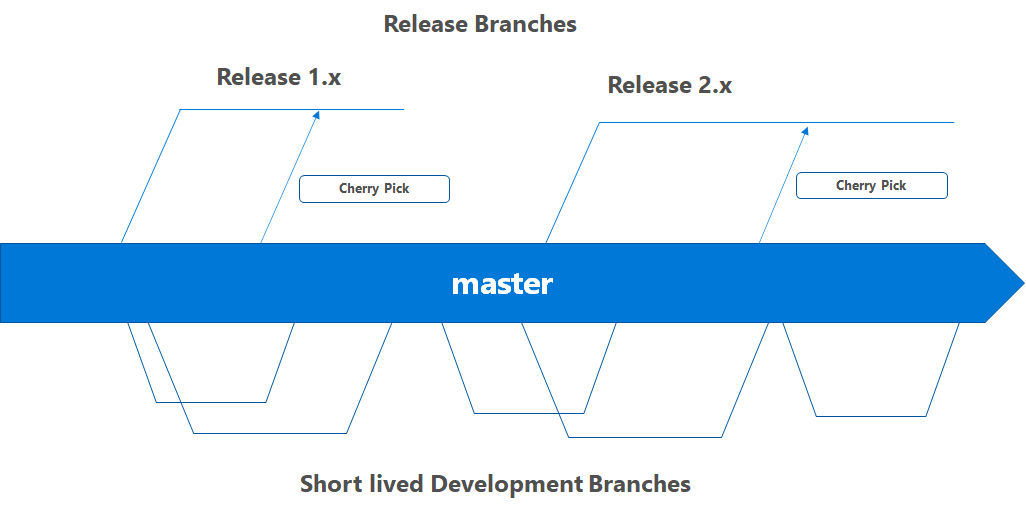 Release Branches
Release 1.x
Release 2.x
Cherry Pick
Cherry Pick
master
Short lived Development Branches